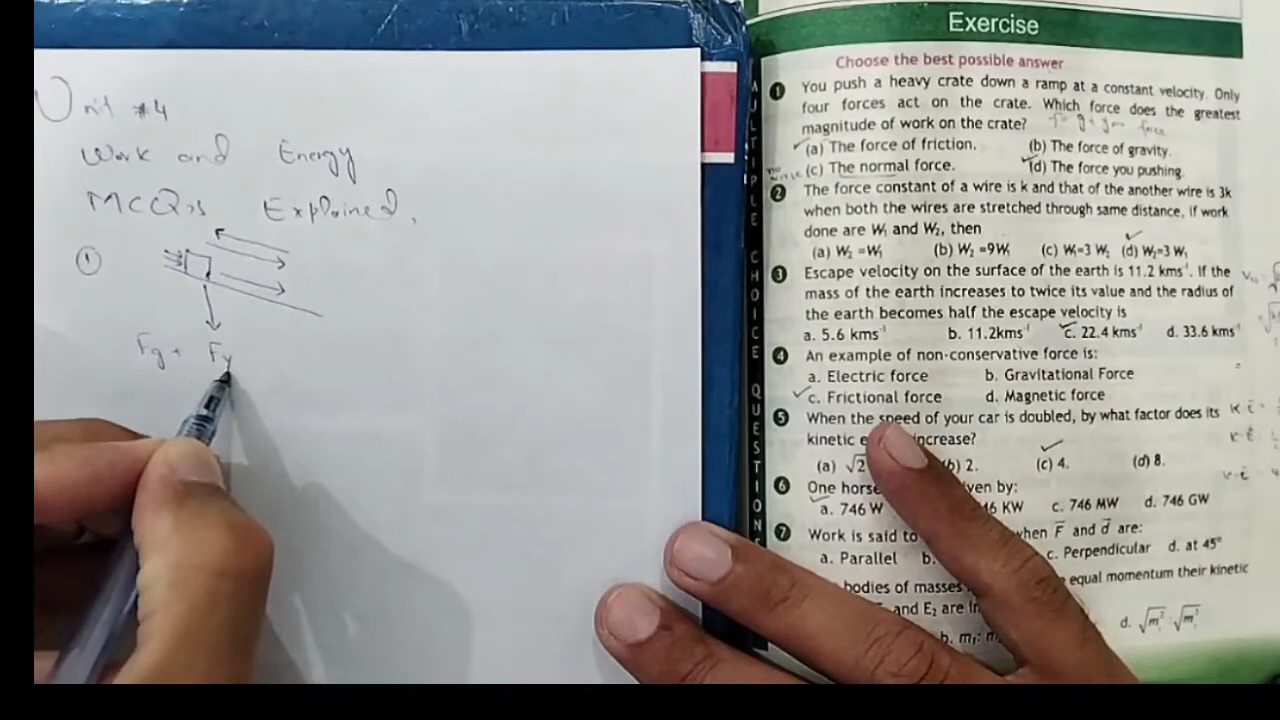 Unit #4
Work and Energy
MCQ,s Explained,
①
Fg + Fy
Exercise
MULTIPLE CHOICE QUESTION
Choose the best possible answer
1 You push a heavy crate down a ramp at a constant velocity. Only
four forces act on the crate. Which force does the greatest
magnitude of work on the crate?
(a) The force of friction. (b) The force of gravity.
(c) The normal force. (d) The force you pushing.
2 The force constant of a wire is k and that of the another wire is 3k
when both the wires are stretched through same distance, if work
done are W₁ and W₂, then
(a) W₂ =W₁ (b) W₂ =9W₁ (c) W₁=3 W₂ (d) W₂=3 W₁
3 Escape velocity on the surface of the earth is 11.2 kms⁻¹. If the
mass of the earth increases to twice its value and the radius of
the earth becomes half the escape velocity is
a. 5.6 kms⁻¹ b. 11.2kms⁻¹ c. 22.4 kms⁻¹ d. 33.6 kms⁻¹
4 An example of non-conservative force is:
a. Electric force b. Gravitational Force
c. Frictional force d. Magnetic force
5 When the speed of your car is doubled, by what factor does its
kinetic increase?
(a) √2 (b) 2. (c) 4. (d) 8.
6 One horse given by:
a. 746 W 46 KW c. 746 MW d. 746 GW
7 Work is said to when F⃗ and d⃗ are:
a. Parallel b. c. Perpendicular d. at 45°
bodies of masses equal momentum their kinetic
and E₂ are in
b. m₁: